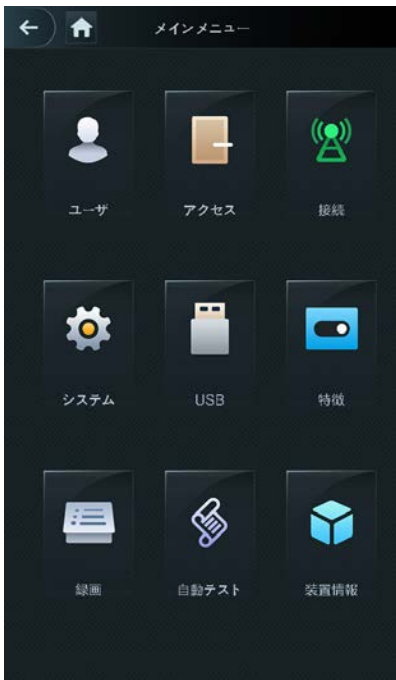 メインメニュー
ユーザ アクセス 接続
システム USB 特徴
録画 自動テスト 装置情報